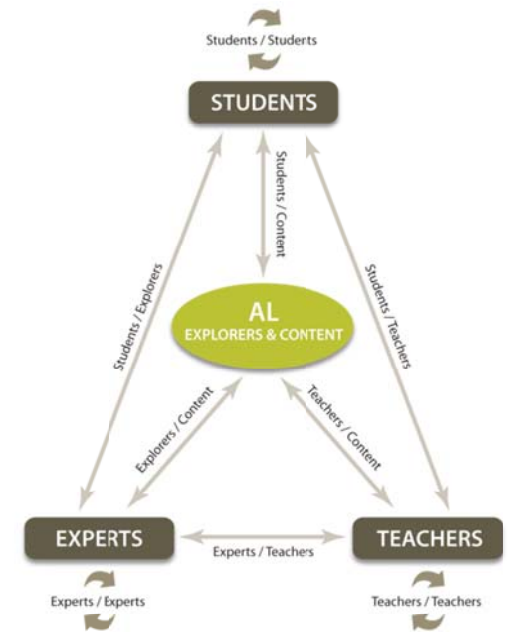 Students / Students
STUDENTS
Students / Content
Students / Explorers
Students / Teachers
AL
EXPLORERS & CONTENT
Explorers / Content
Teachers / Content
EXPERTS
Experts / Teachers
TEACHERS
Experts / Experts
Teachers / Teachers